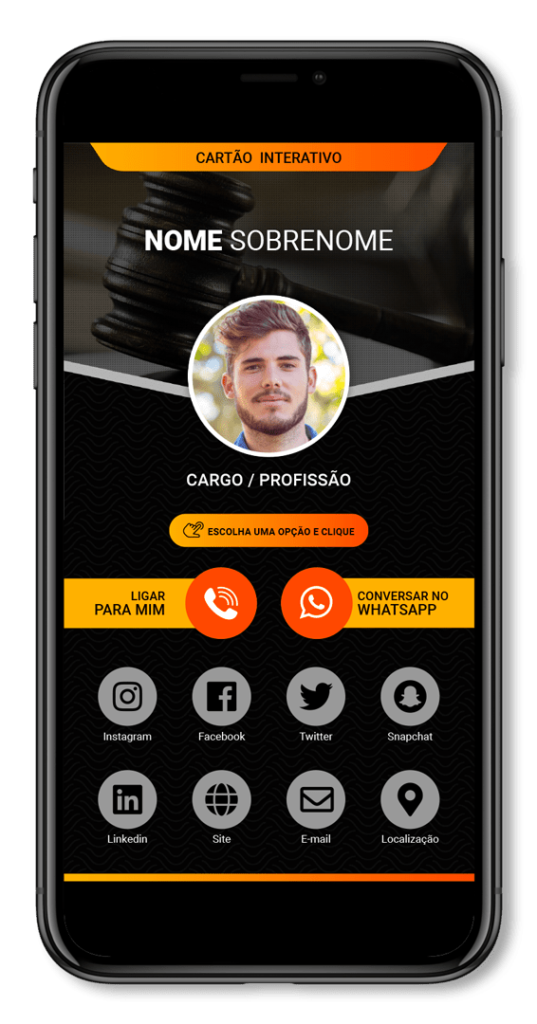 CARTÃO INTERATIVO
NOME SOBRENOME
CARGO / PROFISSÃO
ESCOLHA UMA OPÇÃO E CLIQUE
LIGAR
PARA MIM
CONVERSAR NO
WHATSAPP
Instagram Facebook Twitter Snapchat
Linkedin Site E-mail Localização